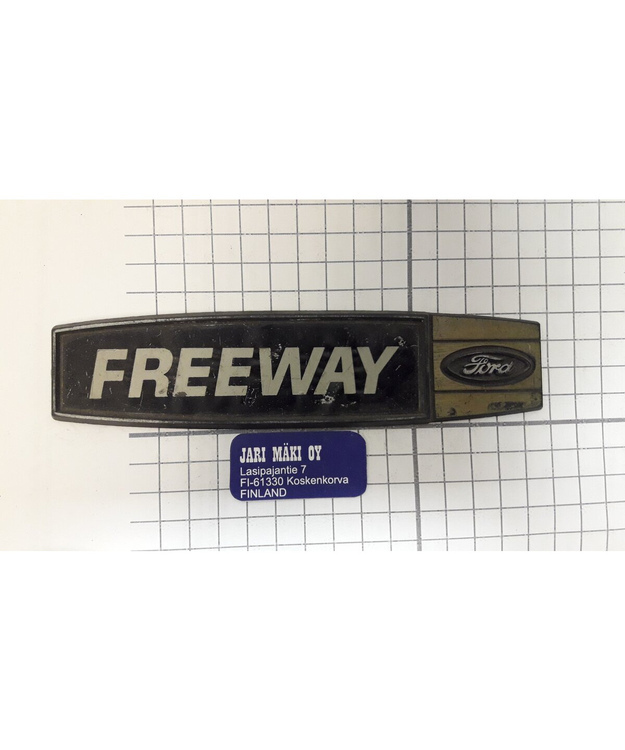 FREEWAY
Ford
JARI MÄKI OY
Lasipajantie 7
FI-61330 Koskenkorva
FINLAND